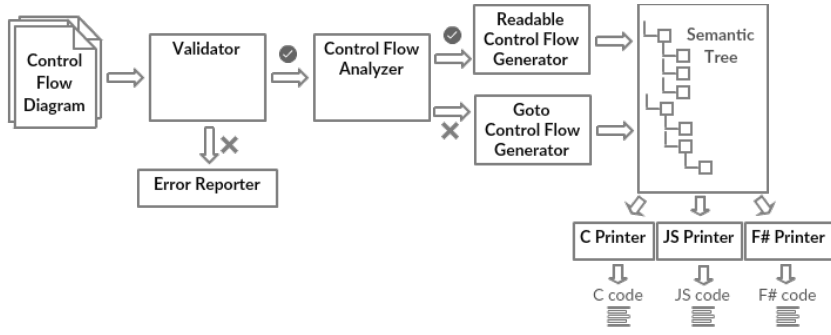 Control
Flow
Diagram
Validator
Error Reporter
Control Flow
Analyzer
Readable
Control Flow
Generator
Goto
Control Flow
Generator
Semantic
Tree
C Printer
JS Printer
F# Printer
C code
JS code
F# code